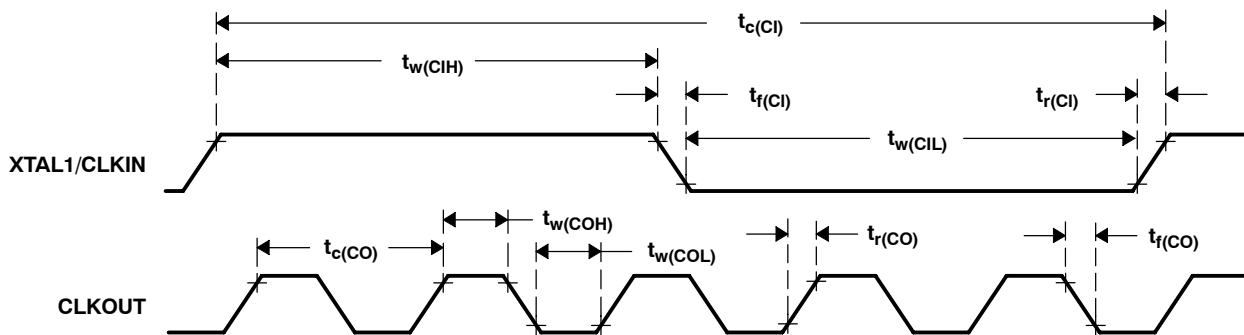 tc(CI)
tw(CIH)
tf(CI)
tr(CI)
tw(CIL)
XTAL1/CLKIN
tw(COH)
tc(CO)
tw(COL)
tr(CO)
tf(CO)
CLKOUT